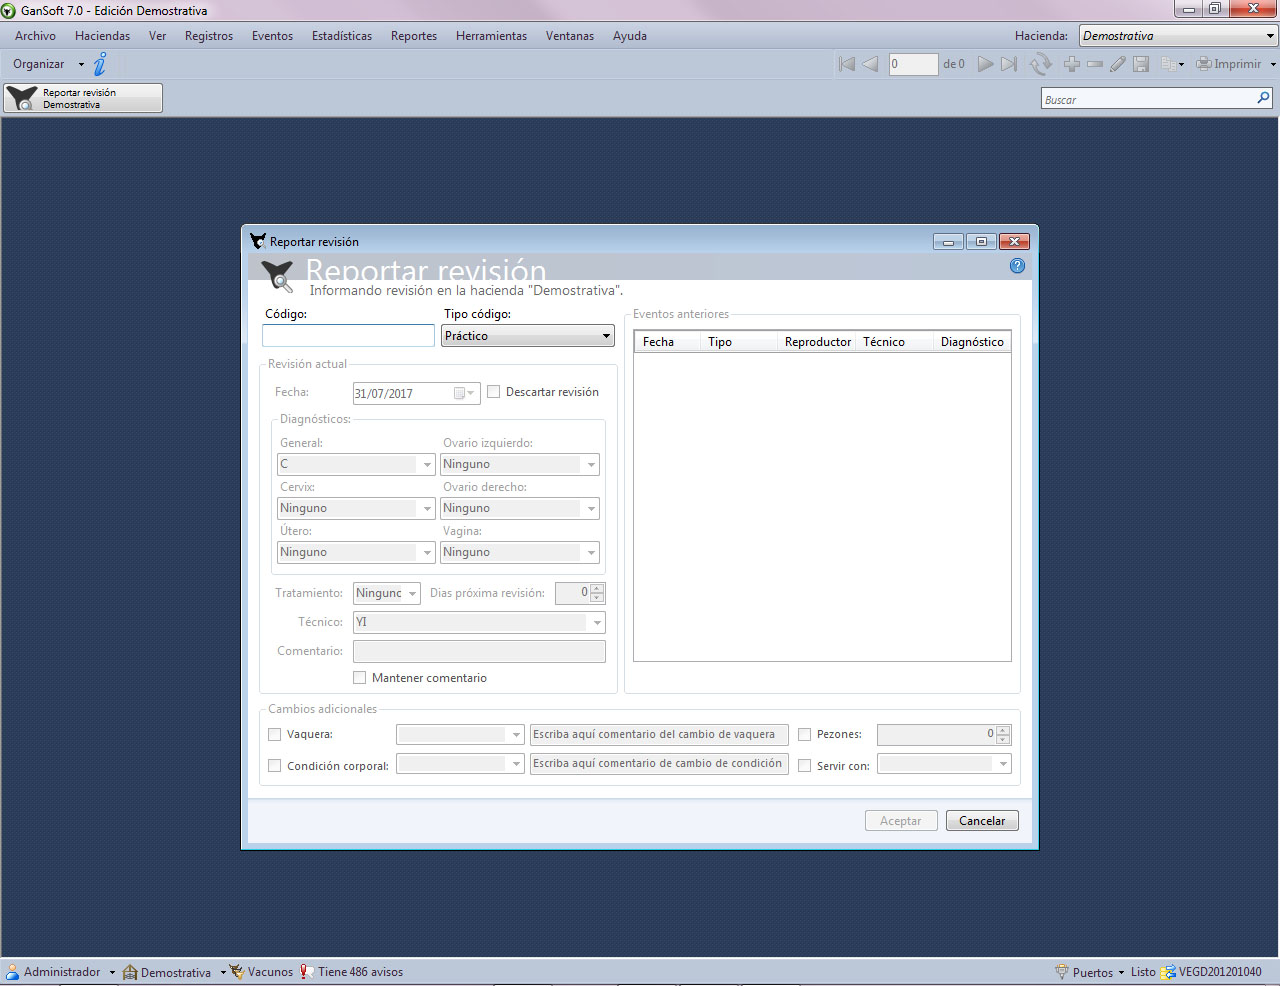 GanSoft 7.0 - Edición Demostrativa
Archivo Haciendas Ver Registros Eventos Estadísticas Reportes Herramientas Ventanas Ayuda Hacienda: Demostrativa
Organizar 0 de 0 Imprimir
Reportar revisión
Demostrativa
Buscar
Reportar revisión
Reportar revisión
Informando revisión en la hacienda "Demostrativa".
Código: Tipo código:
Práctico
Eventos anteriores
Fecha Tipo Reproductor Técnico Diagnóstico
Revisión actual
Fecha: 31/07/2017 Descartar revisión
Diagnósticos:
General: Ovario izquierdo:
C Ninguno
Cervix: Ovario derecho:
Ninguno Ninguno
Útero: Vagina:
Ninguno Ninguno
Tratamiento: Ninguno Dias próxima revisión: 0
Técnico: YI
Comentario:
Mantener comentario
Cambios adicionales
Vaquera: Escriba aquí comentario del cambio de vaquera Pezones: 0
Condición corporal: Escriba aquí comentario de cambio de condición Servir con:
Aceptar Cancelar
Administrador Demostrativa Vacunos Tiene 486 avisos Puertos Listo VEGD201201040